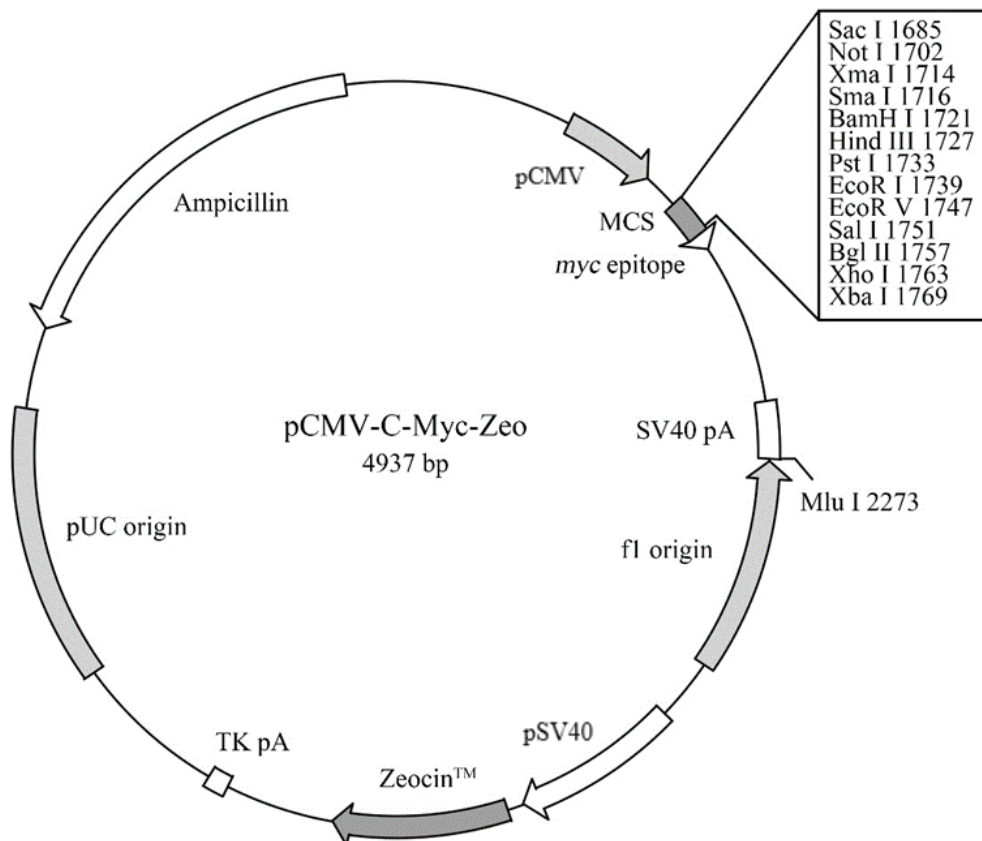 Sac I 1685
Not I 1702
Xma I 1714
Sma I 1716
BamH I 1721
Hind III 1727
Pst I 1733
EcoR I 1739
EcoR V 1747
Sal I 1751
Bgl II 1757
Xho I 1763
Xba I 1769
pCMV
Ampicillin
MCS
myc epitope
pCMV-C-Myc-Zeo
4937 bp
SV40 pA
Mlu I 2273
pUC origin
f1 origin
pSV40
TK pA
Zeocin™